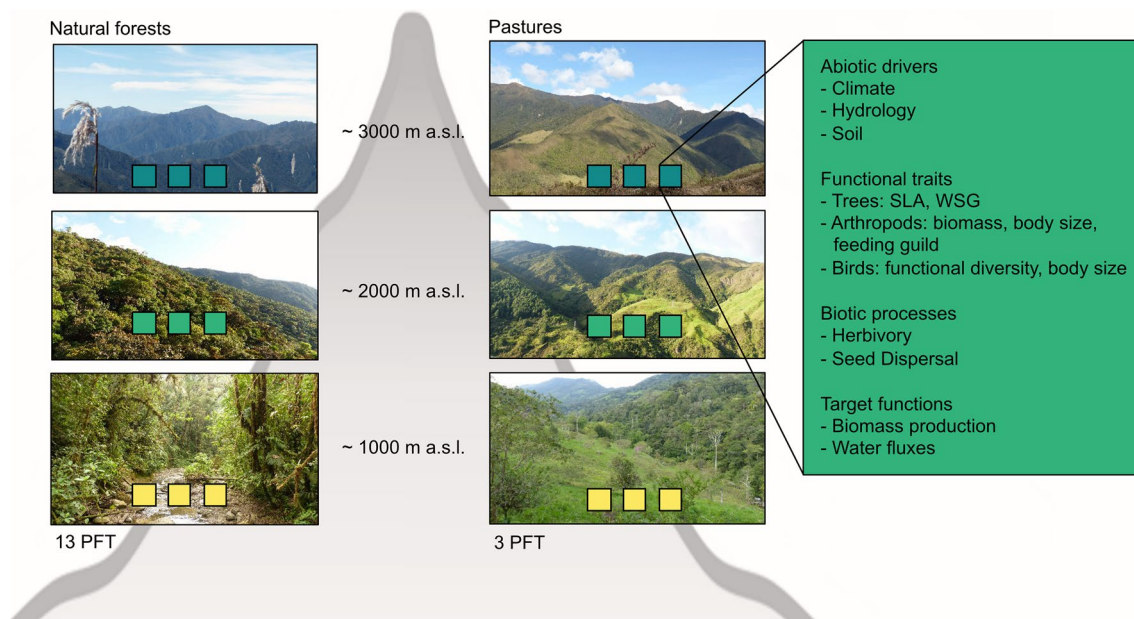 Natural forests
Pastures
~ 3000 m a.s.l.
~ 2000 m a.s.l.
~ 1000 m a.s.l.
13 PFT
3 PFT
Abiotic drivers
- Climate
- Hydrology
- Soil
Functional traits
- Trees: SLA, WSG
- Arthropods: biomass, body size,
feeding guild
- Birds: functional diversity, body size
Biotic processes
- Herbivory
- Seed Dispersal
Target functions
- Biomass production
- Water fluxes